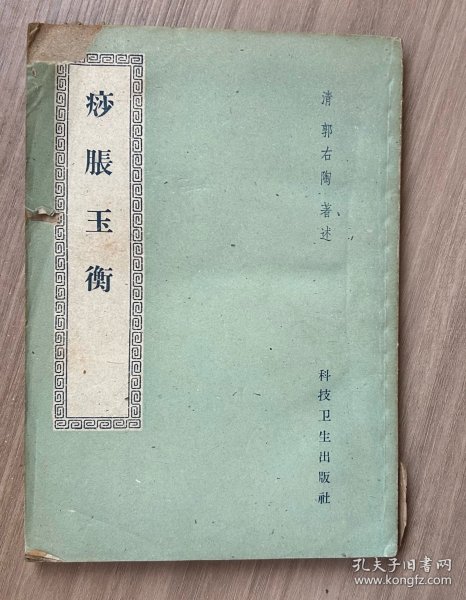 清 郭右陶 著述
科技卫生出版社
痧脹玉衡
孔夫子旧书网
www.kongfz.com